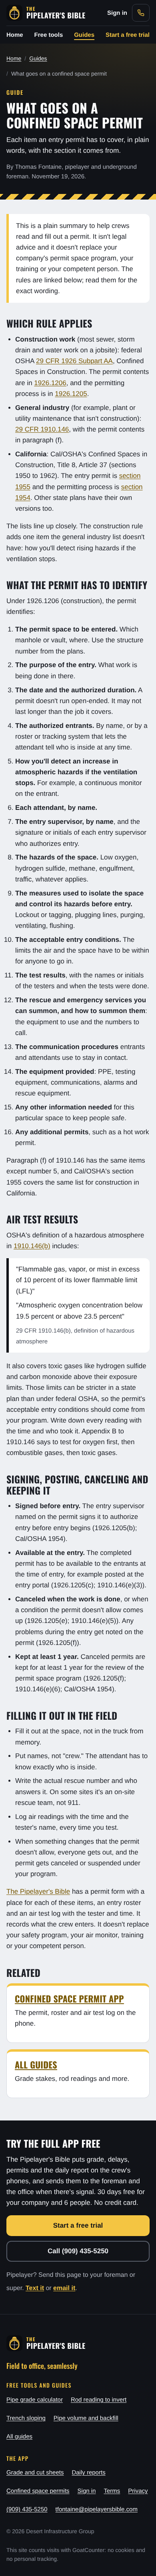 THE
PIPELAYER'S BIBLE
Sign in
Home Free tools Guides Start a free trial
Home / Guides
/ What goes on a confined space permit
GUIDE
WHAT GOES ON A
CONFINED SPACE PERMIT
Each item an entry permit has to cover, in plain
words, with the section it comes from.
By Thomas Fontaine, pipelayer and underground
foreman. November 19, 2026.
This is a plain summary to help crews
read and fill out a permit. It is not legal
advice and it doesn't replace your
company's permit space program, your
training or your competent person. The
rules are linked below; read them for the
exact wording.
WHICH RULE APPLIES
• Construction work (most sewer, storm
drain and water work on a jobsite): federal
OSHA 29 CFR 1926 Subpart AA, Confined
Spaces in Construction. The permit contents
are in 1926.1206, and the permitting
process is in 1926.1205.
• General industry (for example, plant or
utility maintenance that isn't construction):
29 CFR 1910.146, with the permit contents
in paragraph (f).
• California: Cal/OSHA's Confined Spaces in
Construction, Title 8, Article 37 (sections
1950 to 1962). The entry permit is section
1955 and the permitting process is section
1954. Other state plans have their own
versions too.
The lists line up closely. The construction rule
adds one item the general industry list doesn't
have: how you'll detect rising hazards if the
ventilation stops.
WHAT THE PERMIT HAS TO IDENTIFY
Under 1926.1206 (construction), the permit
identifies:
1. The permit space to be entered. Which
manhole or vault, where. Use the structure
number from the plans.
2. The purpose of the entry. What work is
being done in there.
3. The date and the authorized duration. A
permit doesn't run open-ended. It may not
last longer than the job it covers.
4. The authorized entrants. By name, or by a
roster or tracking system that lets the
attendant tell who is inside at any time.
5. How you'll detect an increase in
atmospheric hazards if the ventilation
stops. For example, a continuous monitor
on the entrant.
6. Each attendant, by name.
7. The entry supervisor, by name, and the
signature or initials of each entry supervisor
who authorizes entry.
8. The hazards of the space. Low oxygen,
hydrogen sulfide, methane, engulfment,
traffic, whatever applies.
9. The measures used to isolate the space
and control its hazards before entry.
Lockout or tagging, plugging lines, purging,
ventilating, flushing.
10. The acceptable entry conditions. The
limits the air and the space have to be within
for anyone to go in.
11. The test results, with the names or initials
of the testers and when the tests were done.
12. The rescue and emergency services you
can summon, and how to summon them:
the equipment to use and the numbers to
call.
13. The communication procedures entrants
and attendants use to stay in contact.
14. The equipment provided: PPE, testing
equipment, communications, alarms and
rescue equipment.
15. Any other information needed for this
particular space to keep people safe.
16. Any additional permits, such as a hot work
permit.
Paragraph (f) of 1910.146 has the same items
except number 5, and Cal/OSHA's section
1955 covers the same list for construction in
California.
AIR TEST RESULTS
OSHA's definition of a hazardous atmosphere
in 1910.146(b) includes:
"Flammable gas, vapor, or mist in excess
of 10 percent of its lower flammable limit
(LFL)"
"Atmospheric oxygen concentration below
19.5 percent or above 23.5 percent"
29 CFR 1910.146(b), definition of hazardous
atmosphere
It also covers toxic gases like hydrogen sulfide
and carbon monoxide above their exposure
limits. Those limits can be stricter in a state
plan state than under federal OSHA, so the
permit's acceptable entry conditions should
come from your program. Write down every reading
with the time and who took it. Appendix B to
1910.146 says to test for oxygen first, then
combustible gases, then toxic gases.
SIGNING, POSTING, CANCELING AND
KEEPING IT
• Signed before entry. The entry supervisor
named on the permit signs it to authorize
entry before entry begins (1926.1205(b);
Cal/OSHA 1954).
• Available at the entry. The completed
permit has to be available to the entrants at
the time of entry, for example posted at the
entry portal (1926.1205(c); 1910.146(e)(3)).
• Canceled when the work is done, or when
a condition the permit doesn't allow comes
up (1926.1205(e); 1910.146(e)(5)). Any
problems during the entry get noted on the
permit (1926.1205(f)).
• Kept at least 1 year. Canceled permits are
kept for at least 1 year for the review of the
permit space program (1926.1205(f);
1910.146(e)(6); Cal/OSHA 1954).
FILLING IT OUT IN THE FIELD
• Fill it out at the space, not in the truck from
memory.
• Put names, not "crew." The attendant has to
know exactly who is inside.
• Write the actual rescue number and who
answers it. On some sites it's an on-site
rescue team, not 911.
• Log air readings with the time and the
tester's name, every time you test.
• When something changes that the permit
doesn't allow, everyone gets out, and the
permit gets canceled or suspended under
your program.
The Pipelayer's Bible has a permit form with a
place for each of these items, an entry roster
and an air test log with the tester and time. It
records what the crew enters. It doesn't replace
your safety program, your air monitor, training
or your competent person.
RELATED
CONFINED SPACE PERMIT APP
The permit, roster and air test log on the
phone.
ALL GUIDES
Grade stakes, rod readings and more.
TRY THE FULL APP FREE
The Pipelayer's Bible puts grade, delays,
permits and the daily report on the crew's
phones, and sends them to the foreman and
the office when there's signal. 30 days free for
your company and 6 people. No credit card.
Start a free trial
Call (909) 435-5250
Pipelayer? Send this page to your foreman or
super. Text it or email it.
THE
PIPELAYER'S BIBLE
Field to office, seamlessly
FREE TOOLS AND GUIDES
Pipe grade calculator Rod reading to invert
Trench sloping Pipe volume and backfill
All guides
THE APP
Grade and cut sheets Daily reports
Confined space permits Sign in Terms Privacy
(909) 435-5250 tfontaine@pipelayersbible.com
© 2026 Desert Infrastructure Group
This site counts visits with GoatCounter: no cookies and
no personal tracking.